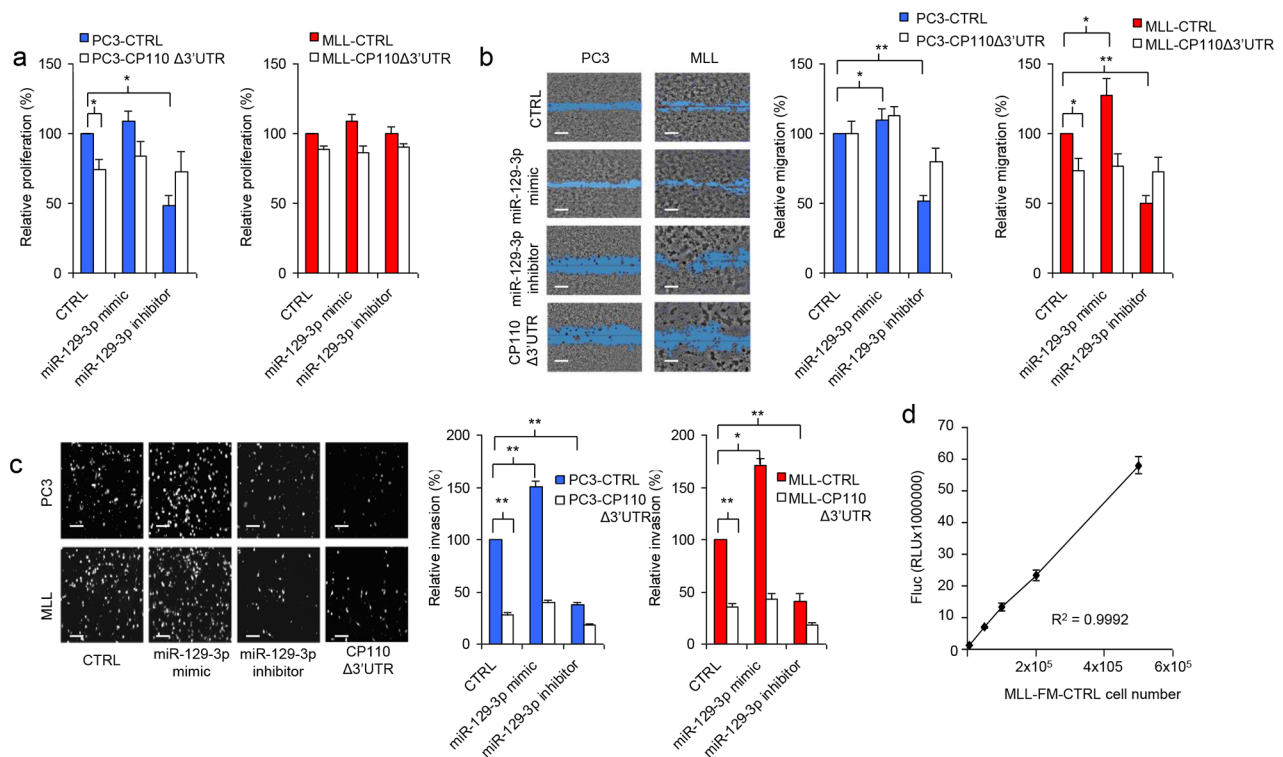 a
PC3-CTRL
PC3-CP110 Δ3'UTR
150
100
50
0
Relative proliferation (%)
*
*
CTRL
miR-129-3p mimic
miR-129-3p inhibitor
MLL-CTRL
MLL-CP110Δ3'UTR
150
100
50
0
Relative proliferation (%)
CTRL
miR-129-3p mimic
miR-129-3p inhibitor
b
PC3
MLL
CTRL
miR-129-3p
mimic
miR-129-3p
inhibitor
CP110
Δ3'UTR
PC3-CTRL
PC3-CP110Δ3'UTR
150
100
50
0
Relative migration (%)
**
*
CTRL
miR-129-3p mimic
miR-129-3p inhibitor
MLL-CTRL
MLL-CP110Δ3'UTR
150
100
50
0
Relative migration (%)
*
**
*
CTRL
miR-129-3p mimic
miR-129-3p inhibitor
c
PC3
MLL
CTRL
miR-129-3p
mimic
miR-129-3p
inhibitor
CP110
Δ3'UTR
200
150
100
50
0
Relative invasion (%)
**
**
**
PC3-CTRL
PC3-CP110
Δ3'UTR
CTRL
miR-129-3p mimic
miR-129-3p inhibitor
200
150
100
50
0
Relative invasion (%)
**
*
**
MLL-CTRL
MLL-CP110
Δ3'UTR
CTRL
miR-129-3p mimic
miR-129-3p inhibitor
d
70
60
50
40
30
20
10
0
Fluc (RLUx1000000)
R² = 0.9992
2x10⁵
4x10⁵
6x10⁵
MLL-FM-CTRL cell number